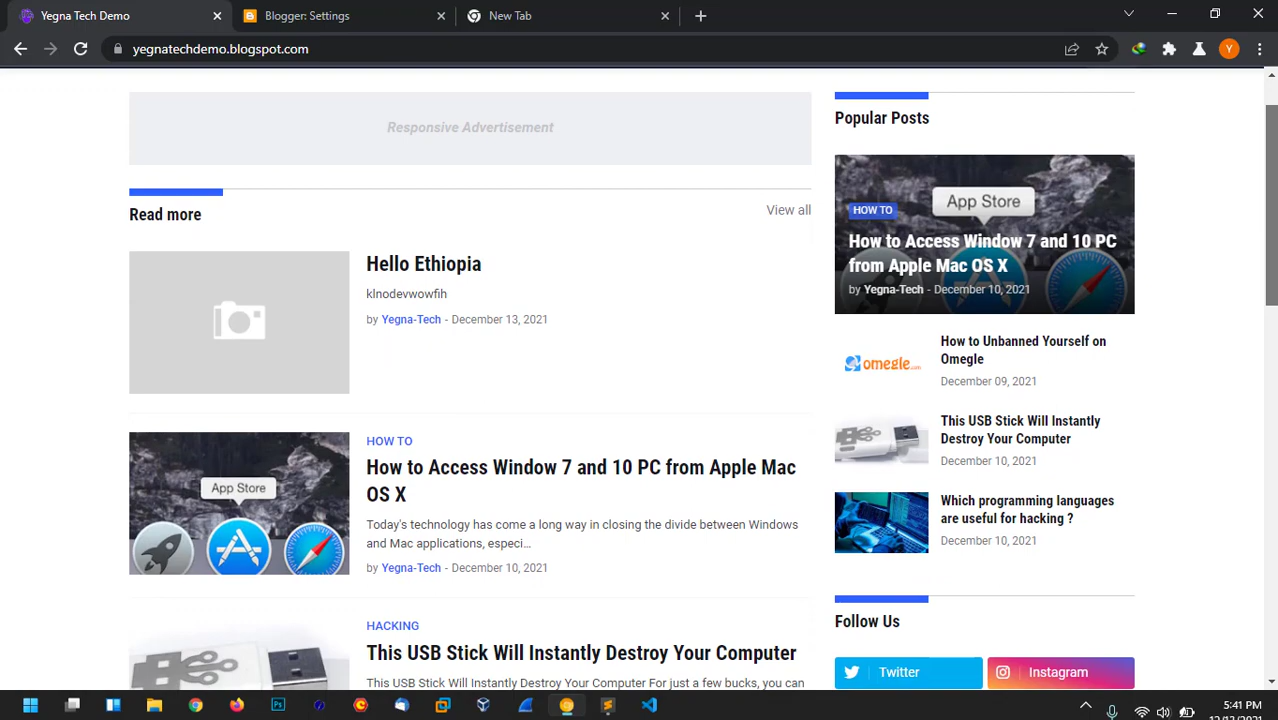 Yegna Tech Demo
Blogger: Settings
New Tab
yegnatechdemo.blogspot.com
Y
Responsive Advertisement
Read more
View all
Hello Ethiopia
klnodevwowfih
by Yegna-Tech - December 13, 2021
App Store
HOW TO
How to Access Window 7 and 10 PC from Apple Mac
OS X
Today's technology has come a long way in closing the divide between Windows
and Mac applications, especi...
by Yegna-Tech - December 10, 2021
HACKING
This USB Stick Will Instantly Destroy Your Computer
This USB Stick Will Instantly Destroy Your Computer For just a few bucks, you can
Popular Posts
App Store
HOW TO
How to Access Window 7 and 10 PC
from Apple Mac OS X
by Yegna-Tech - December 10, 2021
omegle.com
How to Unbanned Yourself on
Omegle
December 09, 2021
This USB Stick Will Instantly
Destroy Your Computer
December 10, 2021
Which programming languages
are useful for hacking ?
December 10, 2021
Follow Us
Twitter
Instagram
Ps
5:41 PM